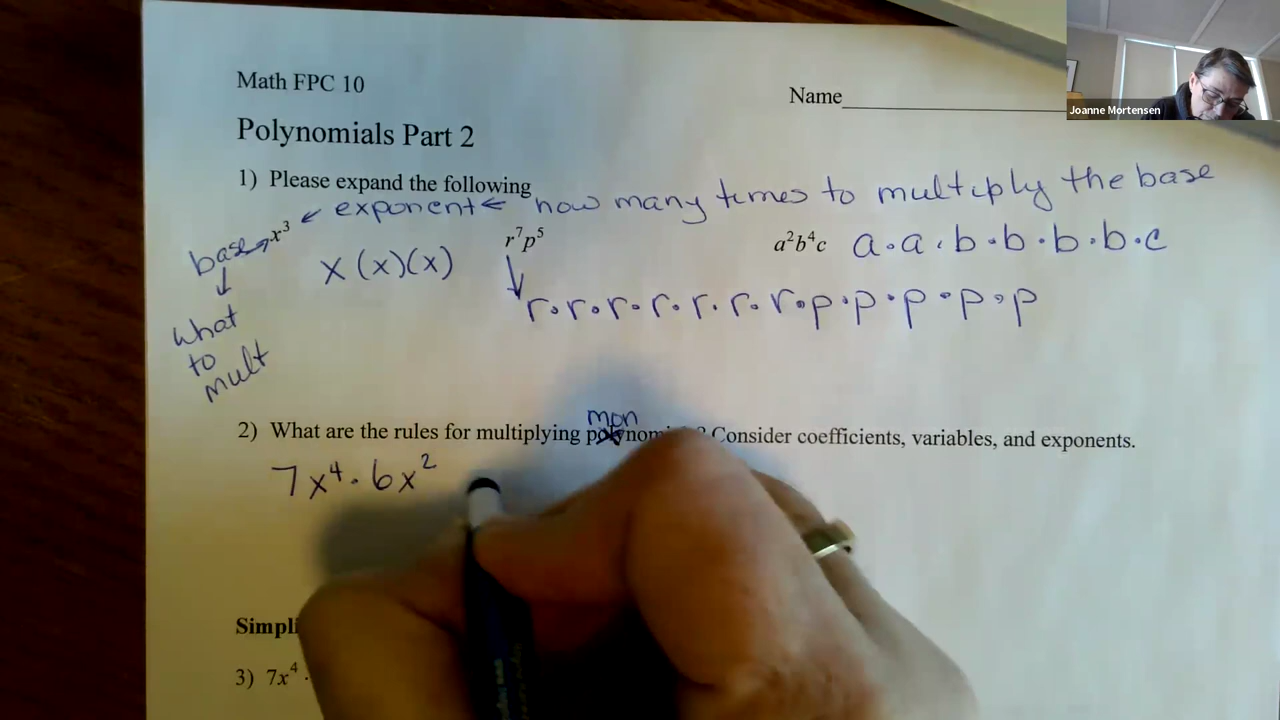 Joanne Mortensen
Math FPC 10
Name
Polynomials Part 2
1) Please expand the following
exponent ← how many times to multiply the base
base → x³ ←
x(x)(x)
r⁷p⁵
a²b⁴c a·a·b·b·b·b·c
r·r·r·r·r·r·r·p·p·p·p·p
what
to
mult
mon
2) What are the rules for multiplying ? Consider coefficients, variables, and exponents.
7x⁴·6x²
3) 7x⁴ ·